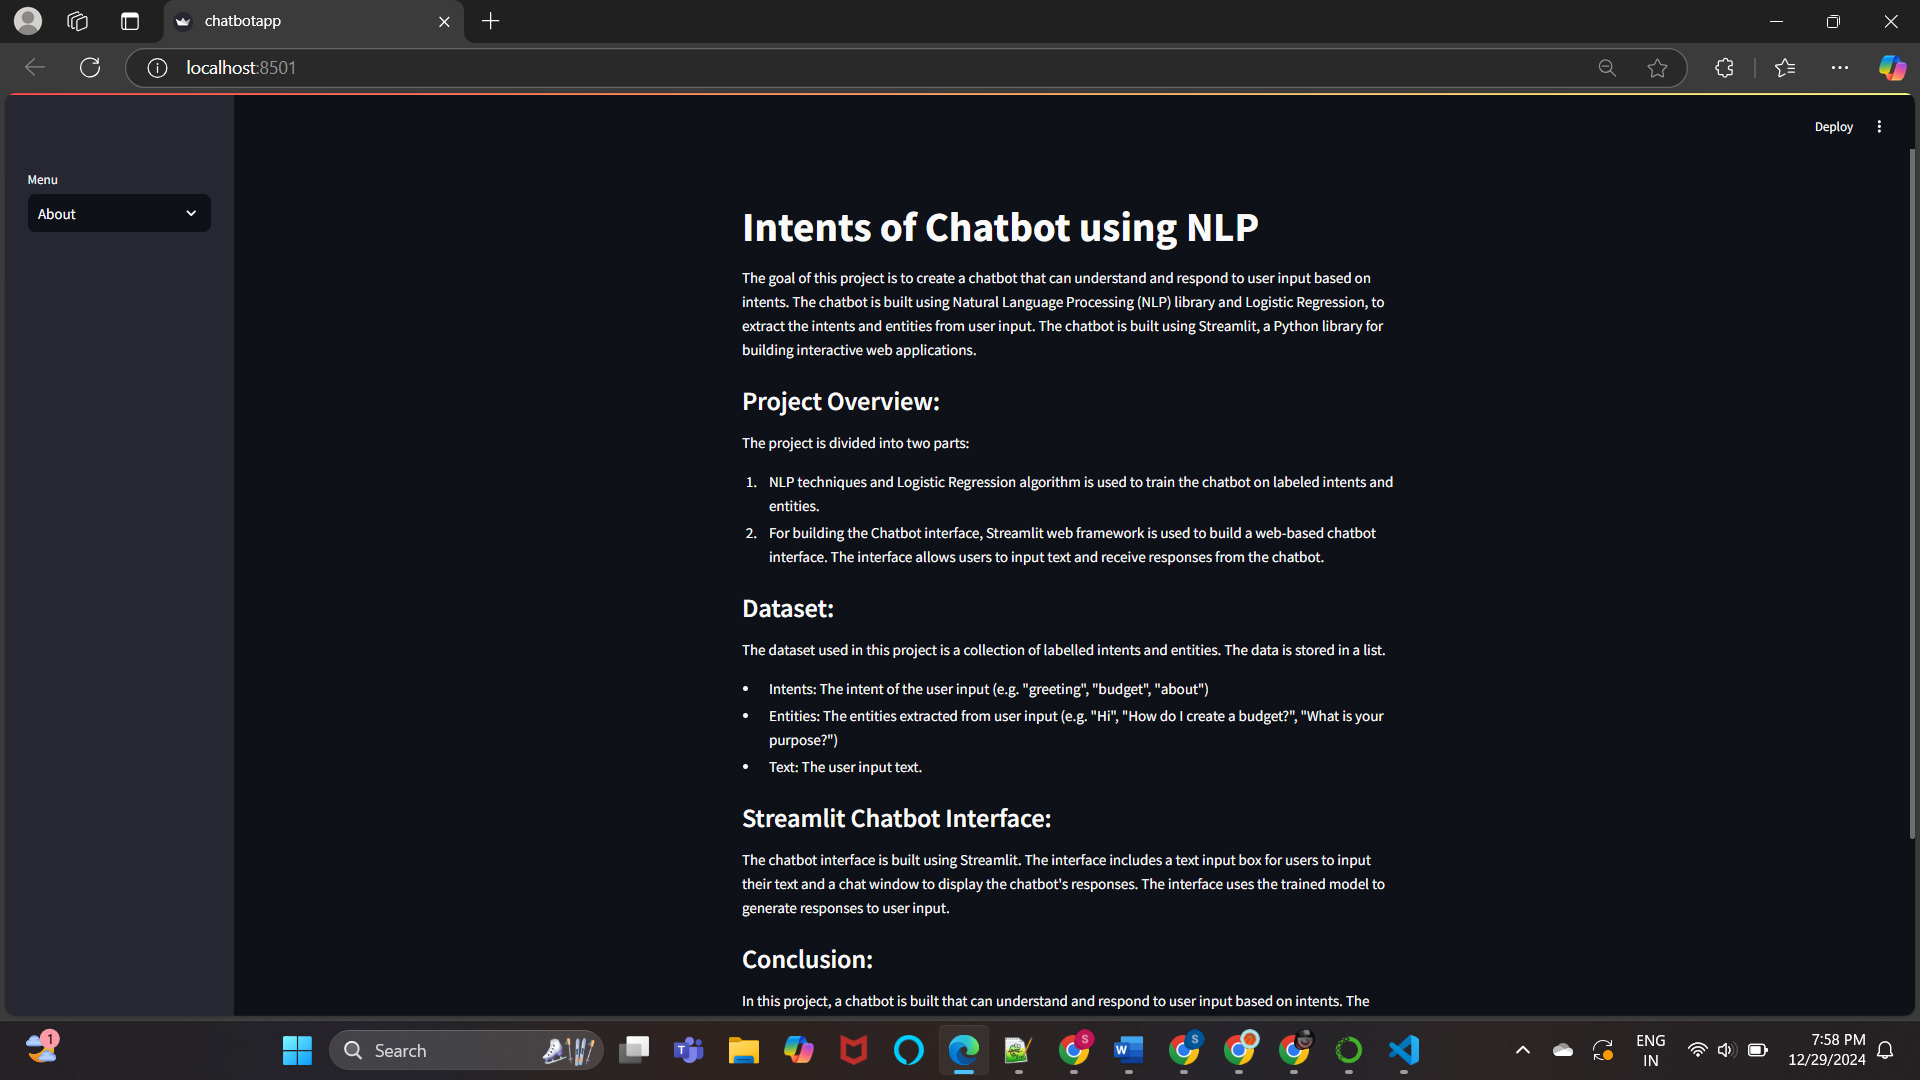 chatbotapp
localhost:8501
Deploy
Menu
About
Intents of Chatbot using NLP
The goal of this project is to create a chatbot that can understand and respond to user input based on
intents. The chatbot is built using Natural Language Processing (NLP) library and Logistic Regression, to
extract the intents and entities from user input. The chatbot is built using Streamlit, a Python library for
building interactive web applications.
Project Overview:
The project is divided into two parts:
1. NLP techniques and Logistic Regression algorithm is used to train the chatbot on labeled intents and
entities.
2. For building the Chatbot interface, Streamlit web framework is used to build a web-based chatbot
interface. The interface allows users to input text and receive responses from the chatbot.
Dataset:
The dataset used in this project is a collection of labelled intents and entities. The data is stored in a list.
• Intents: The intent of the user input (e.g. "greeting", "budget", "about")
• Entities: The entities extracted from user input (e.g. "Hi", "How do I create a budget?", "What is your
purpose?")
• Text: The user input text.
Streamlit Chatbot Interface:
The chatbot interface is built using Streamlit. The interface includes a text input box for users to input
their text and a chat window to display the chatbot's responses. The interface uses the trained model to
generate responses to user input.
Conclusion:
In this project, a chatbot is built that can understand and respond to user input based on intents. The
1
Search
T
S
W
S
ENG
IN
7:58 PM
12/29/2024